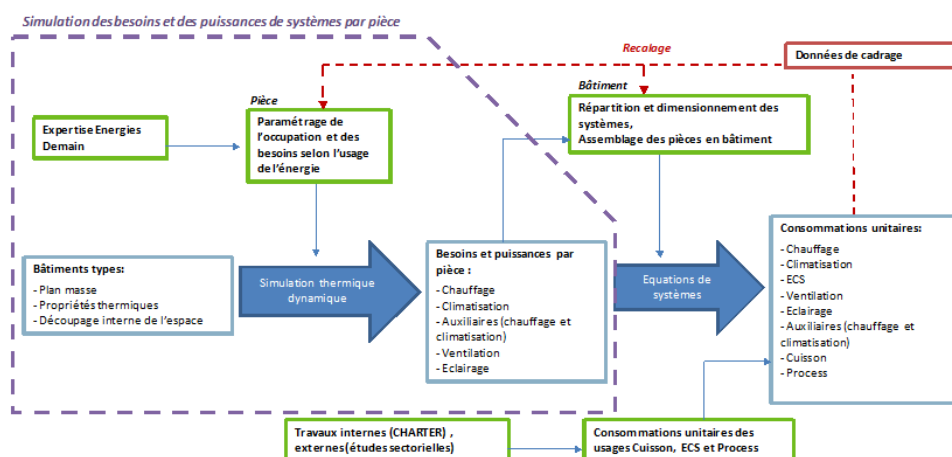 Simulation des besoins et des puissances de systèmes par pièce
Recalage
Données de cadrage
Pièce
Bâtiment
Expertise Energies
Demain
Paramétrage de
l'occupation et des
besoins selon l'usage
de l'énergie
Répartition et dimensionnement des
systèmes,
Assemblage des pièces en bâtiment
Bâtiments types:
- Plan masse
- Propriétés thermiques
- Découpage interne de l'espace
Simulation thermique
dynamique
Besoins et puissances par
pièce :
- Chauffage
- Climatisation
- Auxiliaires (chauffage et
climatisation)
- Ventilation
- Eclairage
Equations de
systèmes
Consommations unitaires:
- Chauffage
- Climatisation
- ECS
- Ventilation
- Eclairage
- Auxiliaires (chauffage et
climatisation)
- Cuisson
- Process
Travaux internes (CHARTER) ,
externes (études sectorielles)
Consommations unitaires des
usages Cuisson, ECS et Process